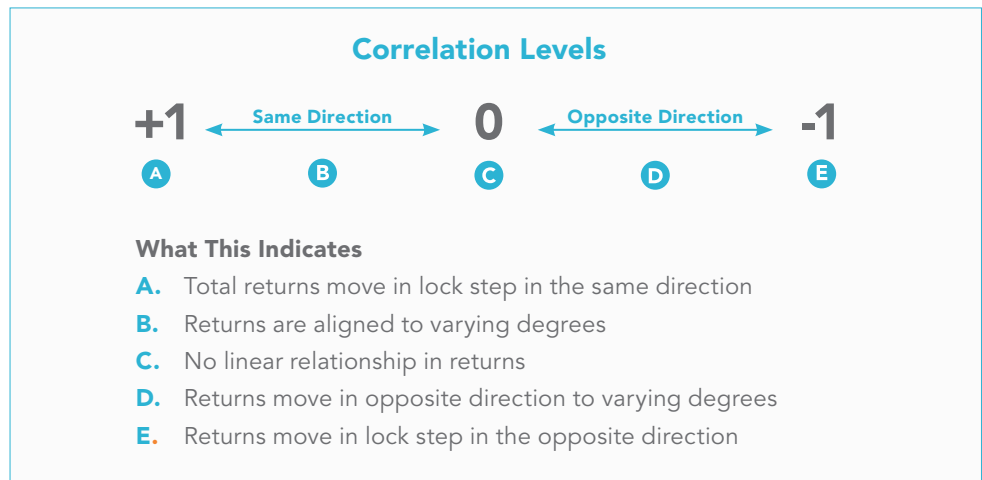 Correlation Levels
+1 Same Direction 0 Opposite Direction -1
A B C D E
What This Indicates
A. Total returns move in lock step in the same direction
B. Returns are aligned to varying degrees
C. No linear relationship in returns
D. Returns move in opposite direction to varying degrees
E. Returns move in lock step in the opposite direction